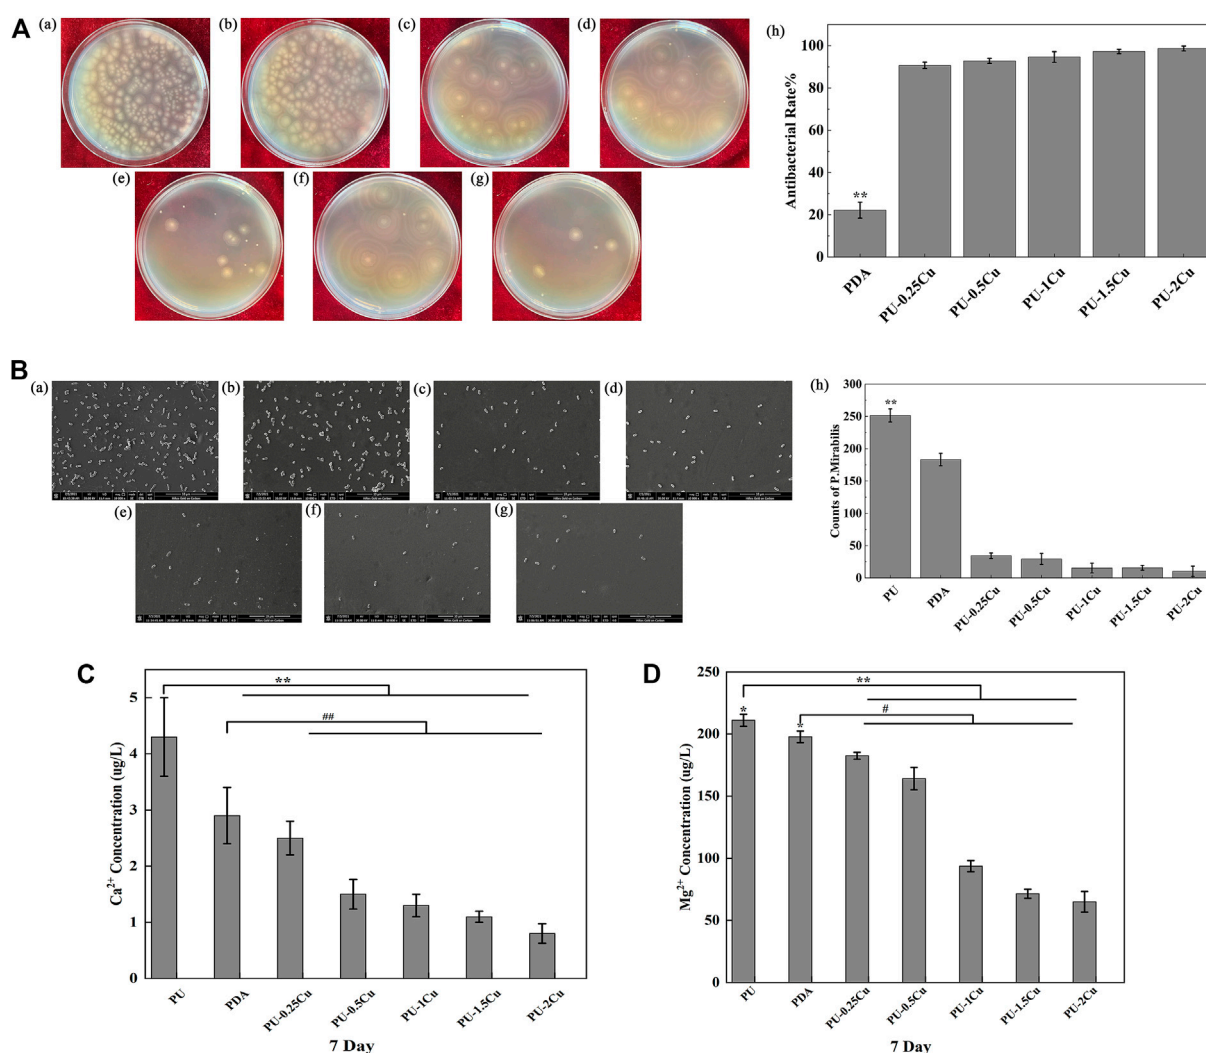 A
(a)
(b)
(c)
(d)
(e)
(f)
(g)
(h)
100
80
60
40
20
0
Antibacterial Rate%
**
PDA
PU-0.25Cu
PU-0.5Cu
PU-1Cu
PU-1.5Cu
PU-2Cu
B
(a)
(b)
(c)
(d)
(e)
(f)
(g)
(h)
300
250
200
150
100
50
0
Counts of P.Mirabilis
**
PU
PDA
PU-0.25Cu
PU-0.5Cu
PU-1Cu
PU-1.5Cu
PU-2Cu
C
5
4
3
2
1
0
Ca²⁺ Concentration (ug/L)
**
##
PU
PDA
PU-0.25Cu
PU-0.5Cu
PU-1Cu
PU-1.5Cu
PU-2Cu
7 Day
D
250
200
150
100
50
0
Mg²⁺ Concentration (ug/L)
**
#
*
*
PU
PDA
PU-0.25Cu
PU-0.5Cu
PU-1Cu
PU-1.5Cu
PU-2Cu
7 Day